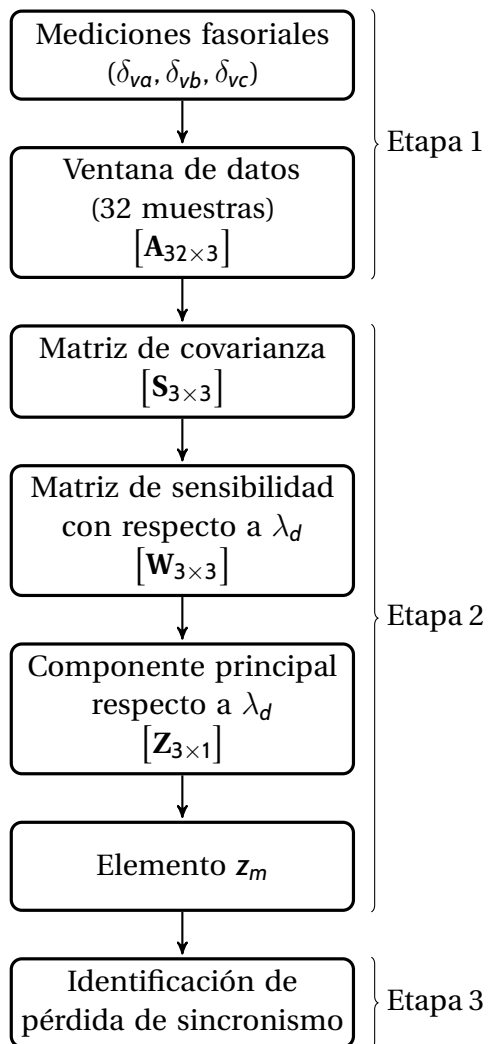 Mediciones fasoriales
(δva, δvb, δvc)
Etapa 1
Ventana de datos
(32 muestras)
[A32×3]
Matriz de covarianza
[S3×3]
Matriz de sensibilidad
con respecto a λd
[W3×3]
Etapa 2
Componente principal
respecto a λd
[Z3×1]
Elemento zm
Identificación de
pérdida de sincronismo
Etapa 3